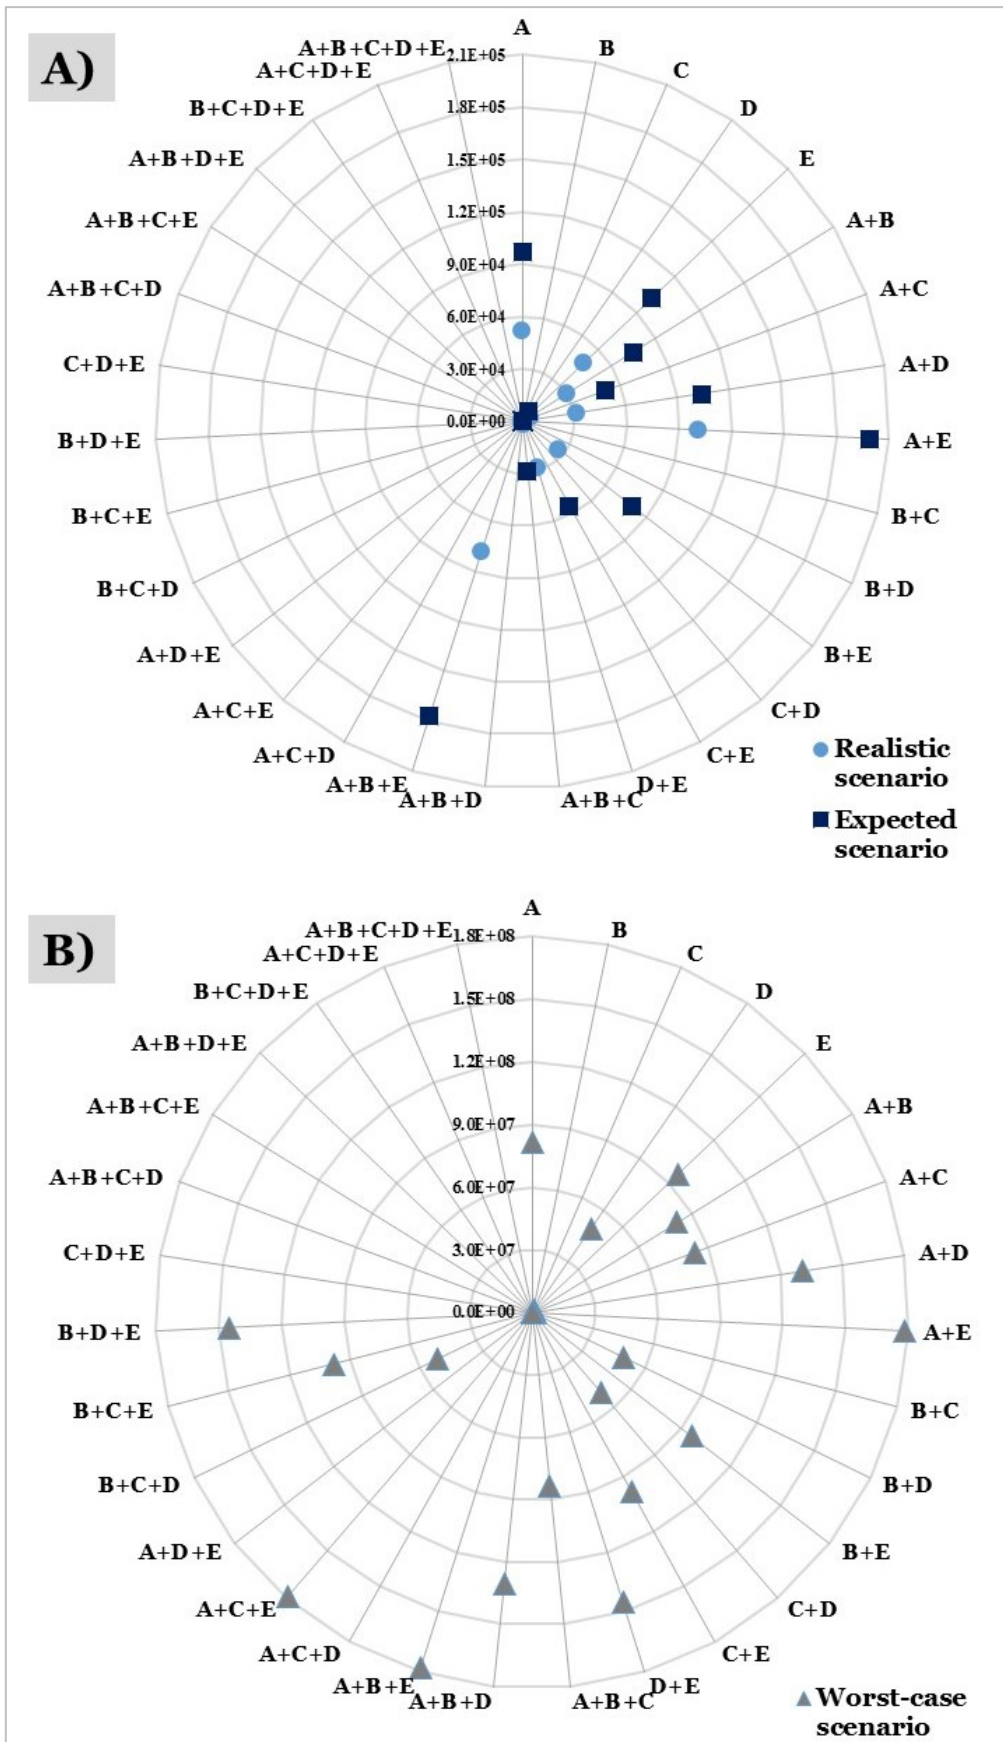 A)
A
B
C
D
E
A+B
A+C
A+D
A+E
B+C
B+D
B+E
C+D
C+E
D+E
A+B+C
A+B+D
A+B+E
A+C+D
A+C+E
A+D+E
B+C+D
B+C+E
B+D+E
C+D+E
A+B+C+D
A+B+C+E
A+B+D+E
B+C+D+E
A+C+D+E
A+B+C+D+E
2.1E+05
1.8E+05
1.5E+05
1.2E+05
9.0E+04
6.0E+04
3.0E+04
0.0E+00
Realistic
scenario
Expected
scenario
B)
A
B
C
D
E
A+B
A+C
A+D
A+E
B+C
B+D
B+E
C+D
C+E
D+E
A+B+C
A+B+D
A+B+E
A+C+D
A+C+E
A+D+E
B+C+D
B+C+E
B+D+E
C+D+E
A+B+C+D
A+B+C+E
A+B+D+E
B+C+D+E
A+C+D+E
A+B+C+D+E
1.8E+08
1.5E+08
1.2E+08
9.0E+07
6.0E+07
3.0E+07
0.0E+00
Worst-case
scenario